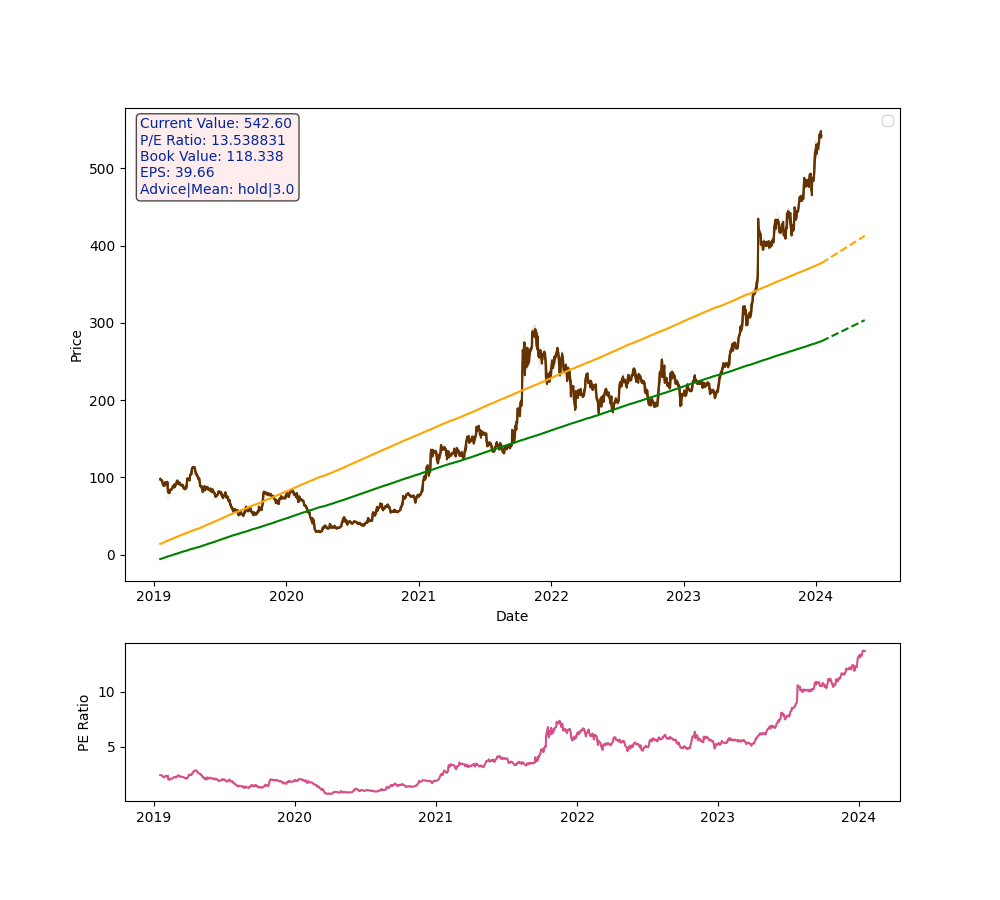 Current Value: 542.60
P/E Ratio: 13.538831
Book Value: 118.338
EPS: 39.66
Advice|Mean: hold|3.0
500
400
300
200
100
0
Price
2019 2020 2021 2022 2023 2024
Date
10
5
PE Ratio
2019 2020 2021 2022 2023 2024